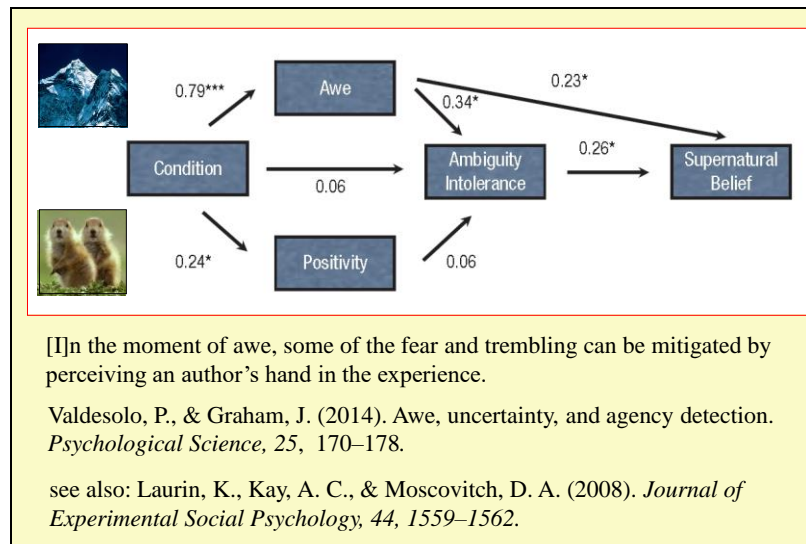 0.79***
Awe
0.23*
0.34*
Condition
0.06
Ambiguity
Intolerance
0.26*
Supernatural
Belief
0.24*
Positivity
0.06
[I]n the moment of awe, some of the fear and trembling can be mitigated by
perceiving an author’s hand in the experience.
Valdesolo, P., & Graham, J. (2014). Awe, uncertainty, and agency detection.
Psychological Science, 25, 170–178.
see also: Laurin, K., Kay, A. C., & Moscovitch, D. A. (2008). Journal of
Experimental Social Psychology, 44, 1559–1562.